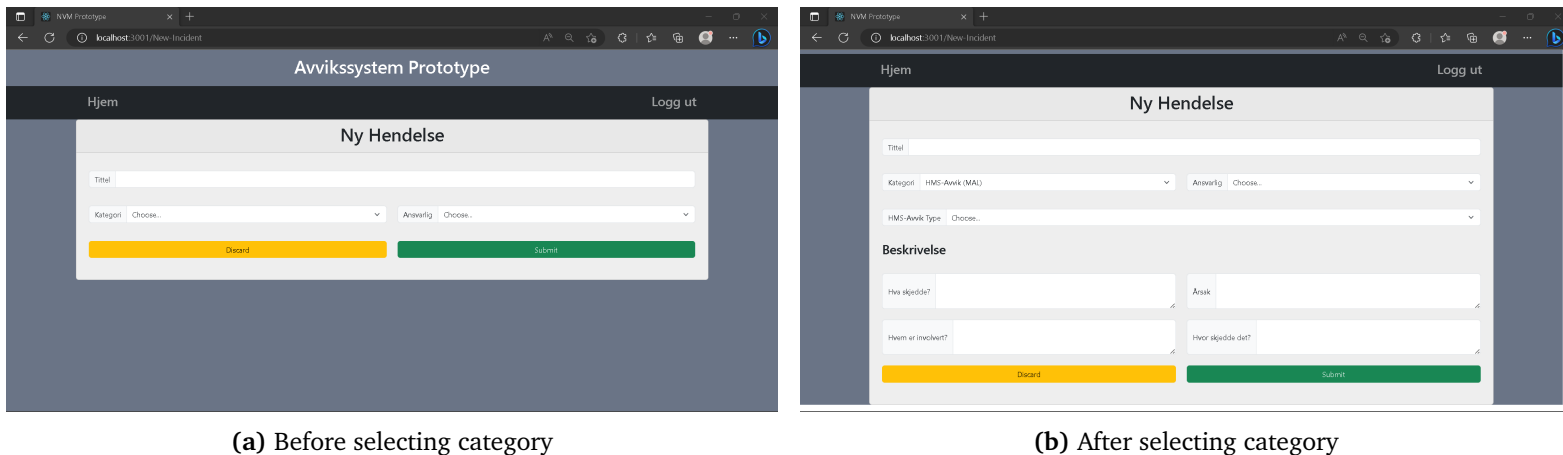 NVM Prototype
localhost:3001/New-Incident
Avvikssystem Prototype
Hjem Logg ut
Ny Hendelse
Tittel
Kategori Choose... Ansvarlig Choose...
Discard Submit
(a) Before selecting category
NVM Prototype
localhost:3001/New-Incident
Hjem Logg ut
Ny Hendelse
Tittel
Kategori HMS-Avvik (MAL) Ansvarlig Choose...
HMS-Avvik Type Choose...
Beskrivelse
Hva skjedde? Årsak
Hvem er involvert? Hvor skjedde det?
Discard Submit
(b) After selecting category